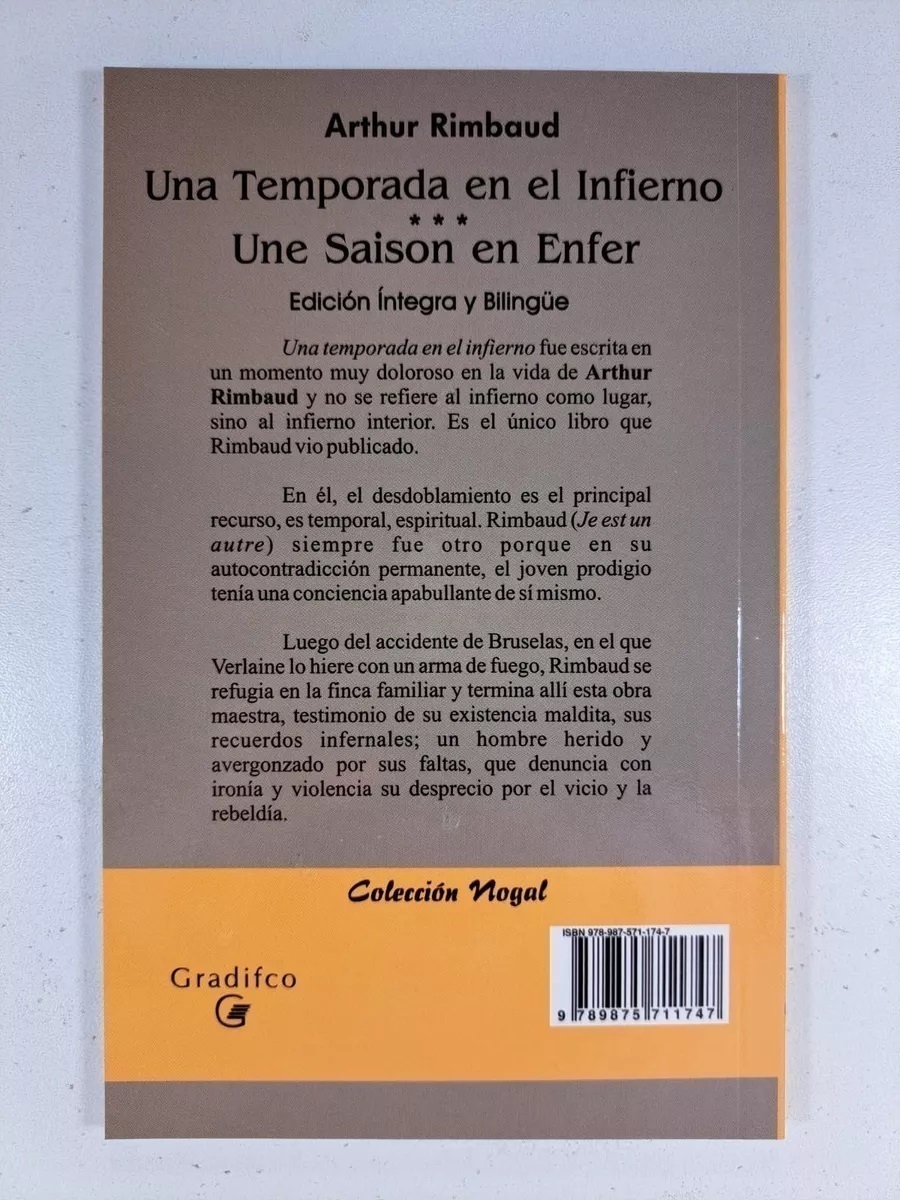 Arthur Rimbaud
Una Temporada en el Infierno
* * *
Une Saison en Enfer
Edición Íntegra y Bilingüe
Una temporada en el infierno fue escrita en
un momento muy doloroso en la vida de Arthur
Rimbaud y no se refiere al infierno como lugar,
sino al infierno interior. Es el único libro que
Rimbaud vio publicado.
En él, el desdoblamiento es el principal
recurso, es temporal, espiritual. Rimbaud (Je est un
autre) siempre fue otro porque en su
autocontradicción permanente, el joven prodigio
tenía una conciencia apabullante de sí mismo.
Luego del accidente de Bruselas, en el que
Verlaine lo hiere con un arma de fuego, Rimbaud se
refugia en la finca familiar y termina allí esta obra
maestra, testimonio de su existencia maldita, sus
recuerdos infernales; un hombre herido y
avergonzado por sus faltas, que denuncia con
ironía y violencia su desprecio por el vicio y la
rebeldía.
Colección Nogal
ISBN 978-987-571-174-7
Gradifco
9 789875 711747